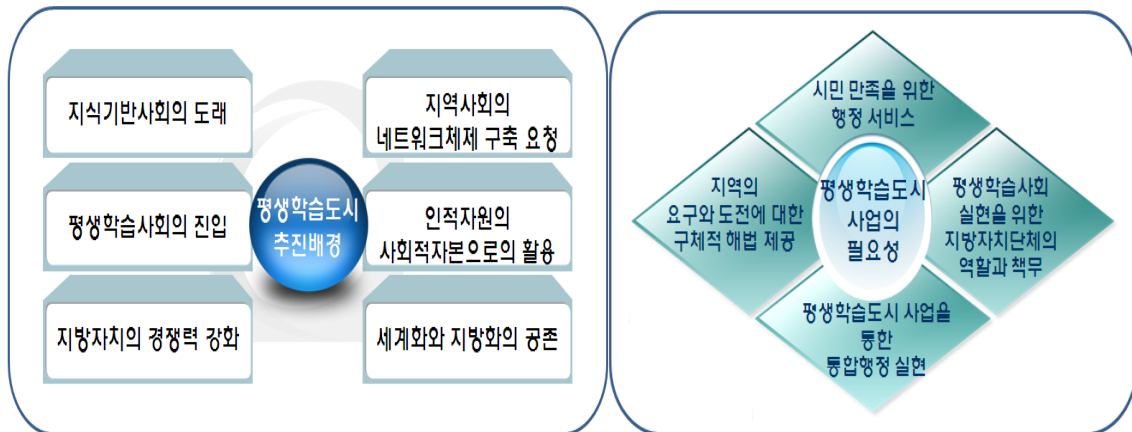 지식기반사회의 도래
지역사회의
네트워크체제 구축 요청
평생학습사회의 진입
평생학습도시
추진배경
인적자원의
사회적자본으로의 활용
지방자치의 경쟁력 강화
세계화와 지방화의 공존
시민 만족을 위한
행정 서비스
지역의
요구와 도전에 대한
구체적 해법 제공
평생학습도시
사업의
필요성
평생학습사회
실현을 위한
지방자치단체의
역할과 책무
평생학습도시 사업을
통한
통합행정 실현